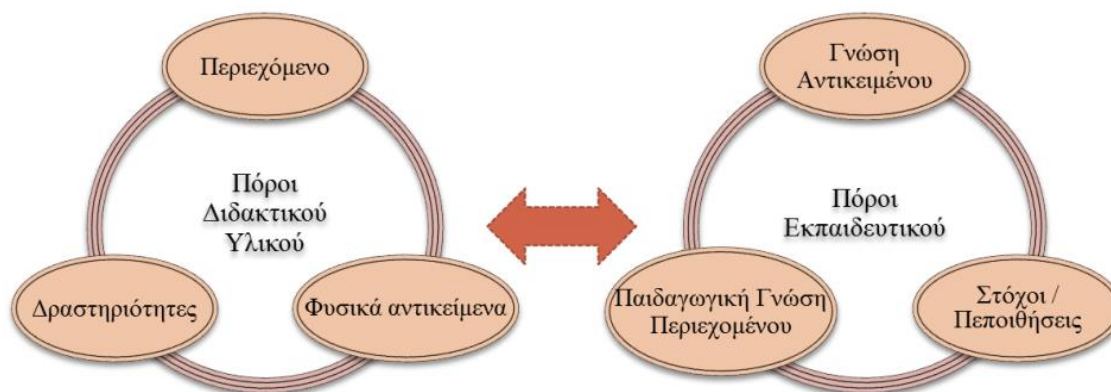 Περιεχόμενο
Πόροι
Διδακτικού
Υλικού
Δραστηριότητες
Φυσικά αντικείμενα
Γνώση
Αντικειμένου
Πόροι
Εκπαιδευτικού
Παιδαγωγική Γνώση
Περιεχομένου
Στόχοι /
Πεποιθήσεις